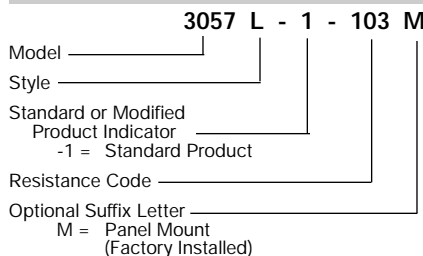 3057 L - 1 - 103 M
Model
Style
Standard or Modified
Product Indicator
-1 = Standard Product
Resistance Code
Optional Suffix Letter
M = Panel Mount
(Factory Installed)